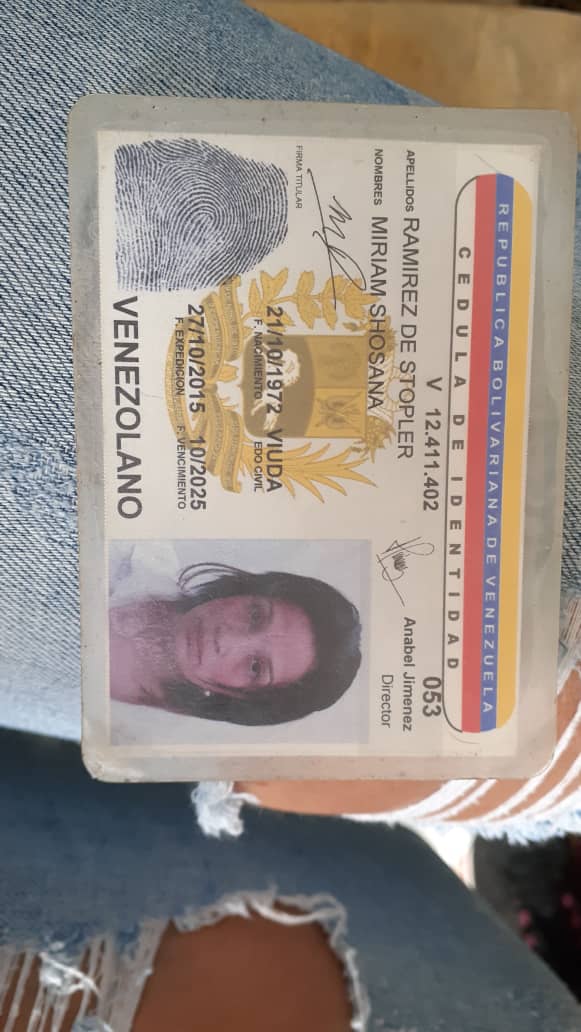 REPUBLICA BOLIVARIANA DE VENEZUELA
CEDULA DE IDENTIDAD
V 12.411.402
053
APELLIDOS RAMIREZ DE STOPLER
Anabel Jimenez
Director
NOMBRES MIRIAM SHOSANA
FIRMA TITULAR
21/10/1972 VIUDA
F. NACIMIENTO EDO CIVIL
27/10/2015 10/2025
F. EXPEDICION F. VENCIMIENTO
VENEZOLANO